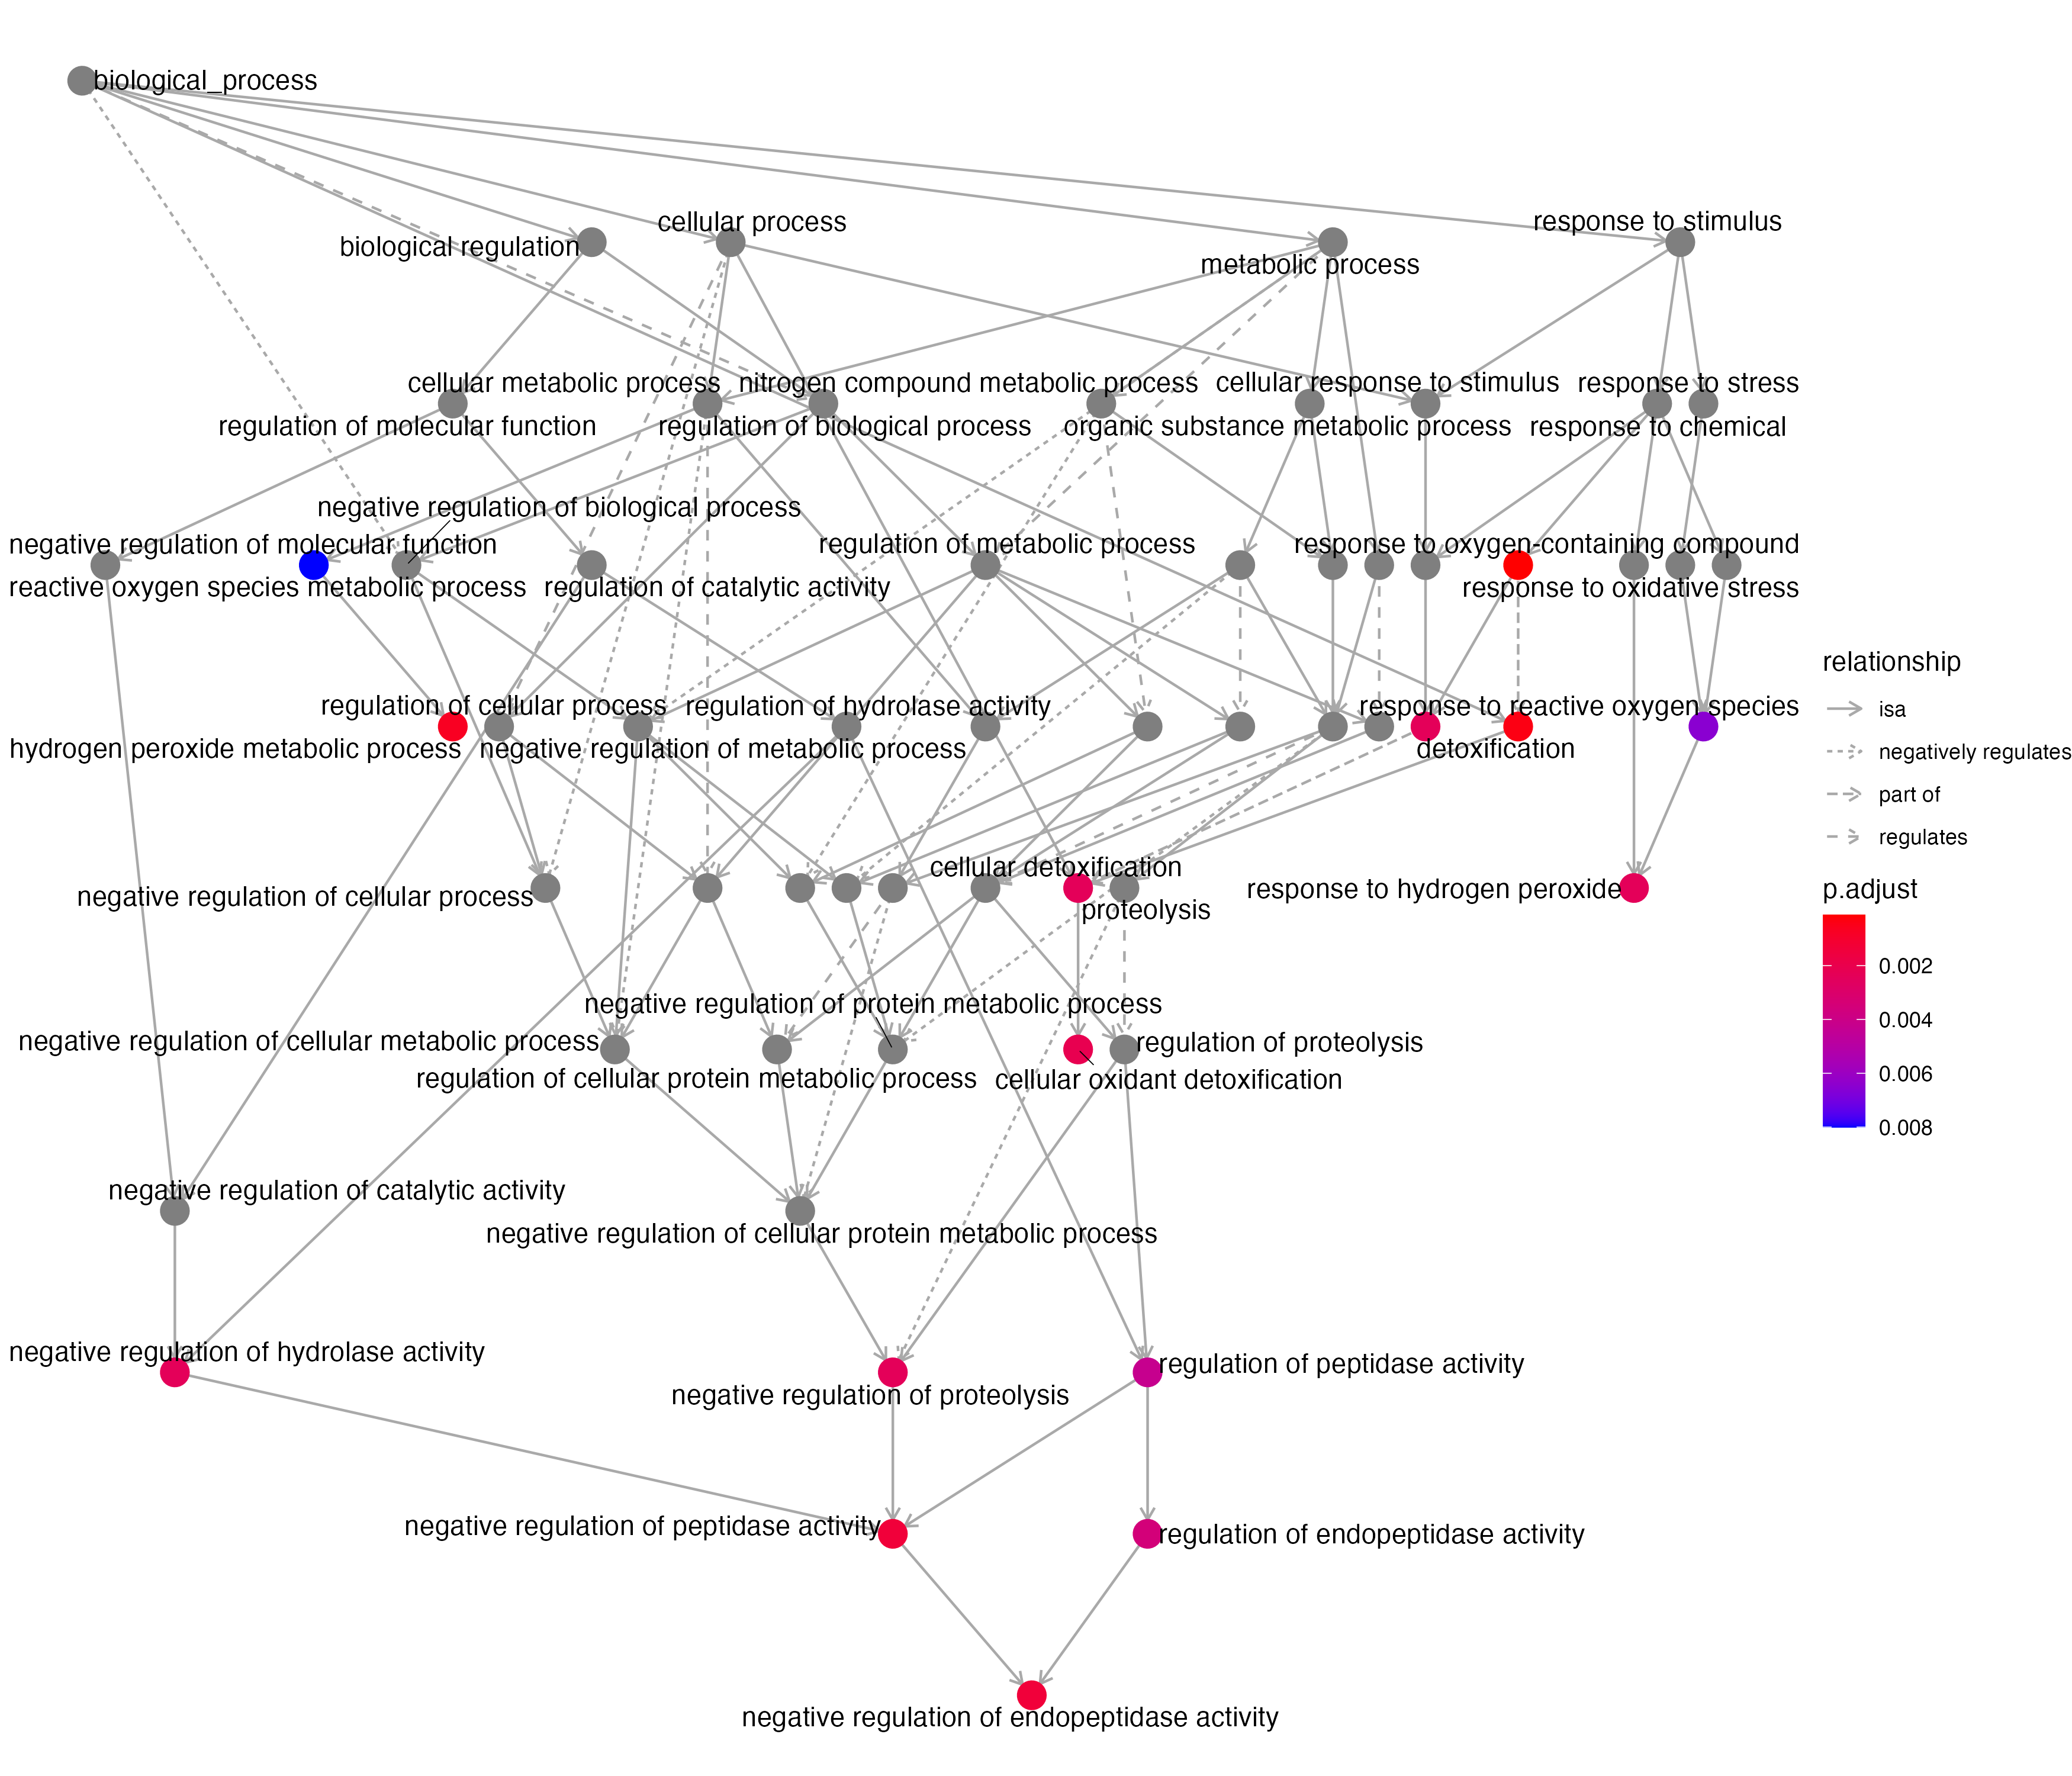 biological_process
cellular process
response to stimulus
biological regulation
metabolic process
cellular metabolic process
nitrogen compound metabolic process
cellular response to stimulus
response to stress
regulation of molecular function
regulation of biological process
organic substance metabolic process
response to chemical
negative regulation of biological process
negative regulation of molecular function
regulation of metabolic process
response to oxygen-containing compound
reactive oxygen species metabolic process
regulation of catalytic activity
response to oxidative stress
regulation of cellular process
regulation of hydrolase activity
response to reactive oxygen species
hydrogen peroxide metabolic process
negative regulation of metabolic process
detoxification
cellular detoxification
negative regulation of cellular process
response to hydrogen peroxide
proteolysis
negative regulation of protein metabolic process
negative regulation of cellular metabolic process
regulation of proteolysis
regulation of cellular protein metabolic process
cellular oxidant detoxification
negative regulation of catalytic activity
negative regulation of cellular protein metabolic process
negative regulation of hydrolase activity
regulation of peptidase activity
negative regulation of proteolysis
negative regulation of peptidase activity
regulation of endopeptidase activity
negative regulation of endopeptidase activity
relationship
isa
negatively regulates
part of
regulates
p.adjust
0.002
0.004
0.006
0.008